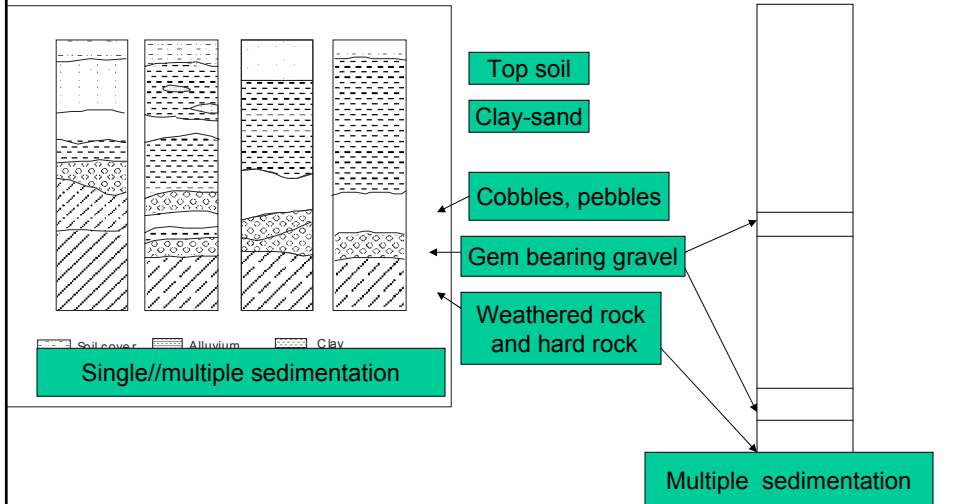 Top soil
Clay-sand
Cobbles, pebbles
Gem bearing gravel
Weathered rock
and hard rock
Soil cover Alluvium Clay
Single//multiple sedimentation
Multiple sedimentation